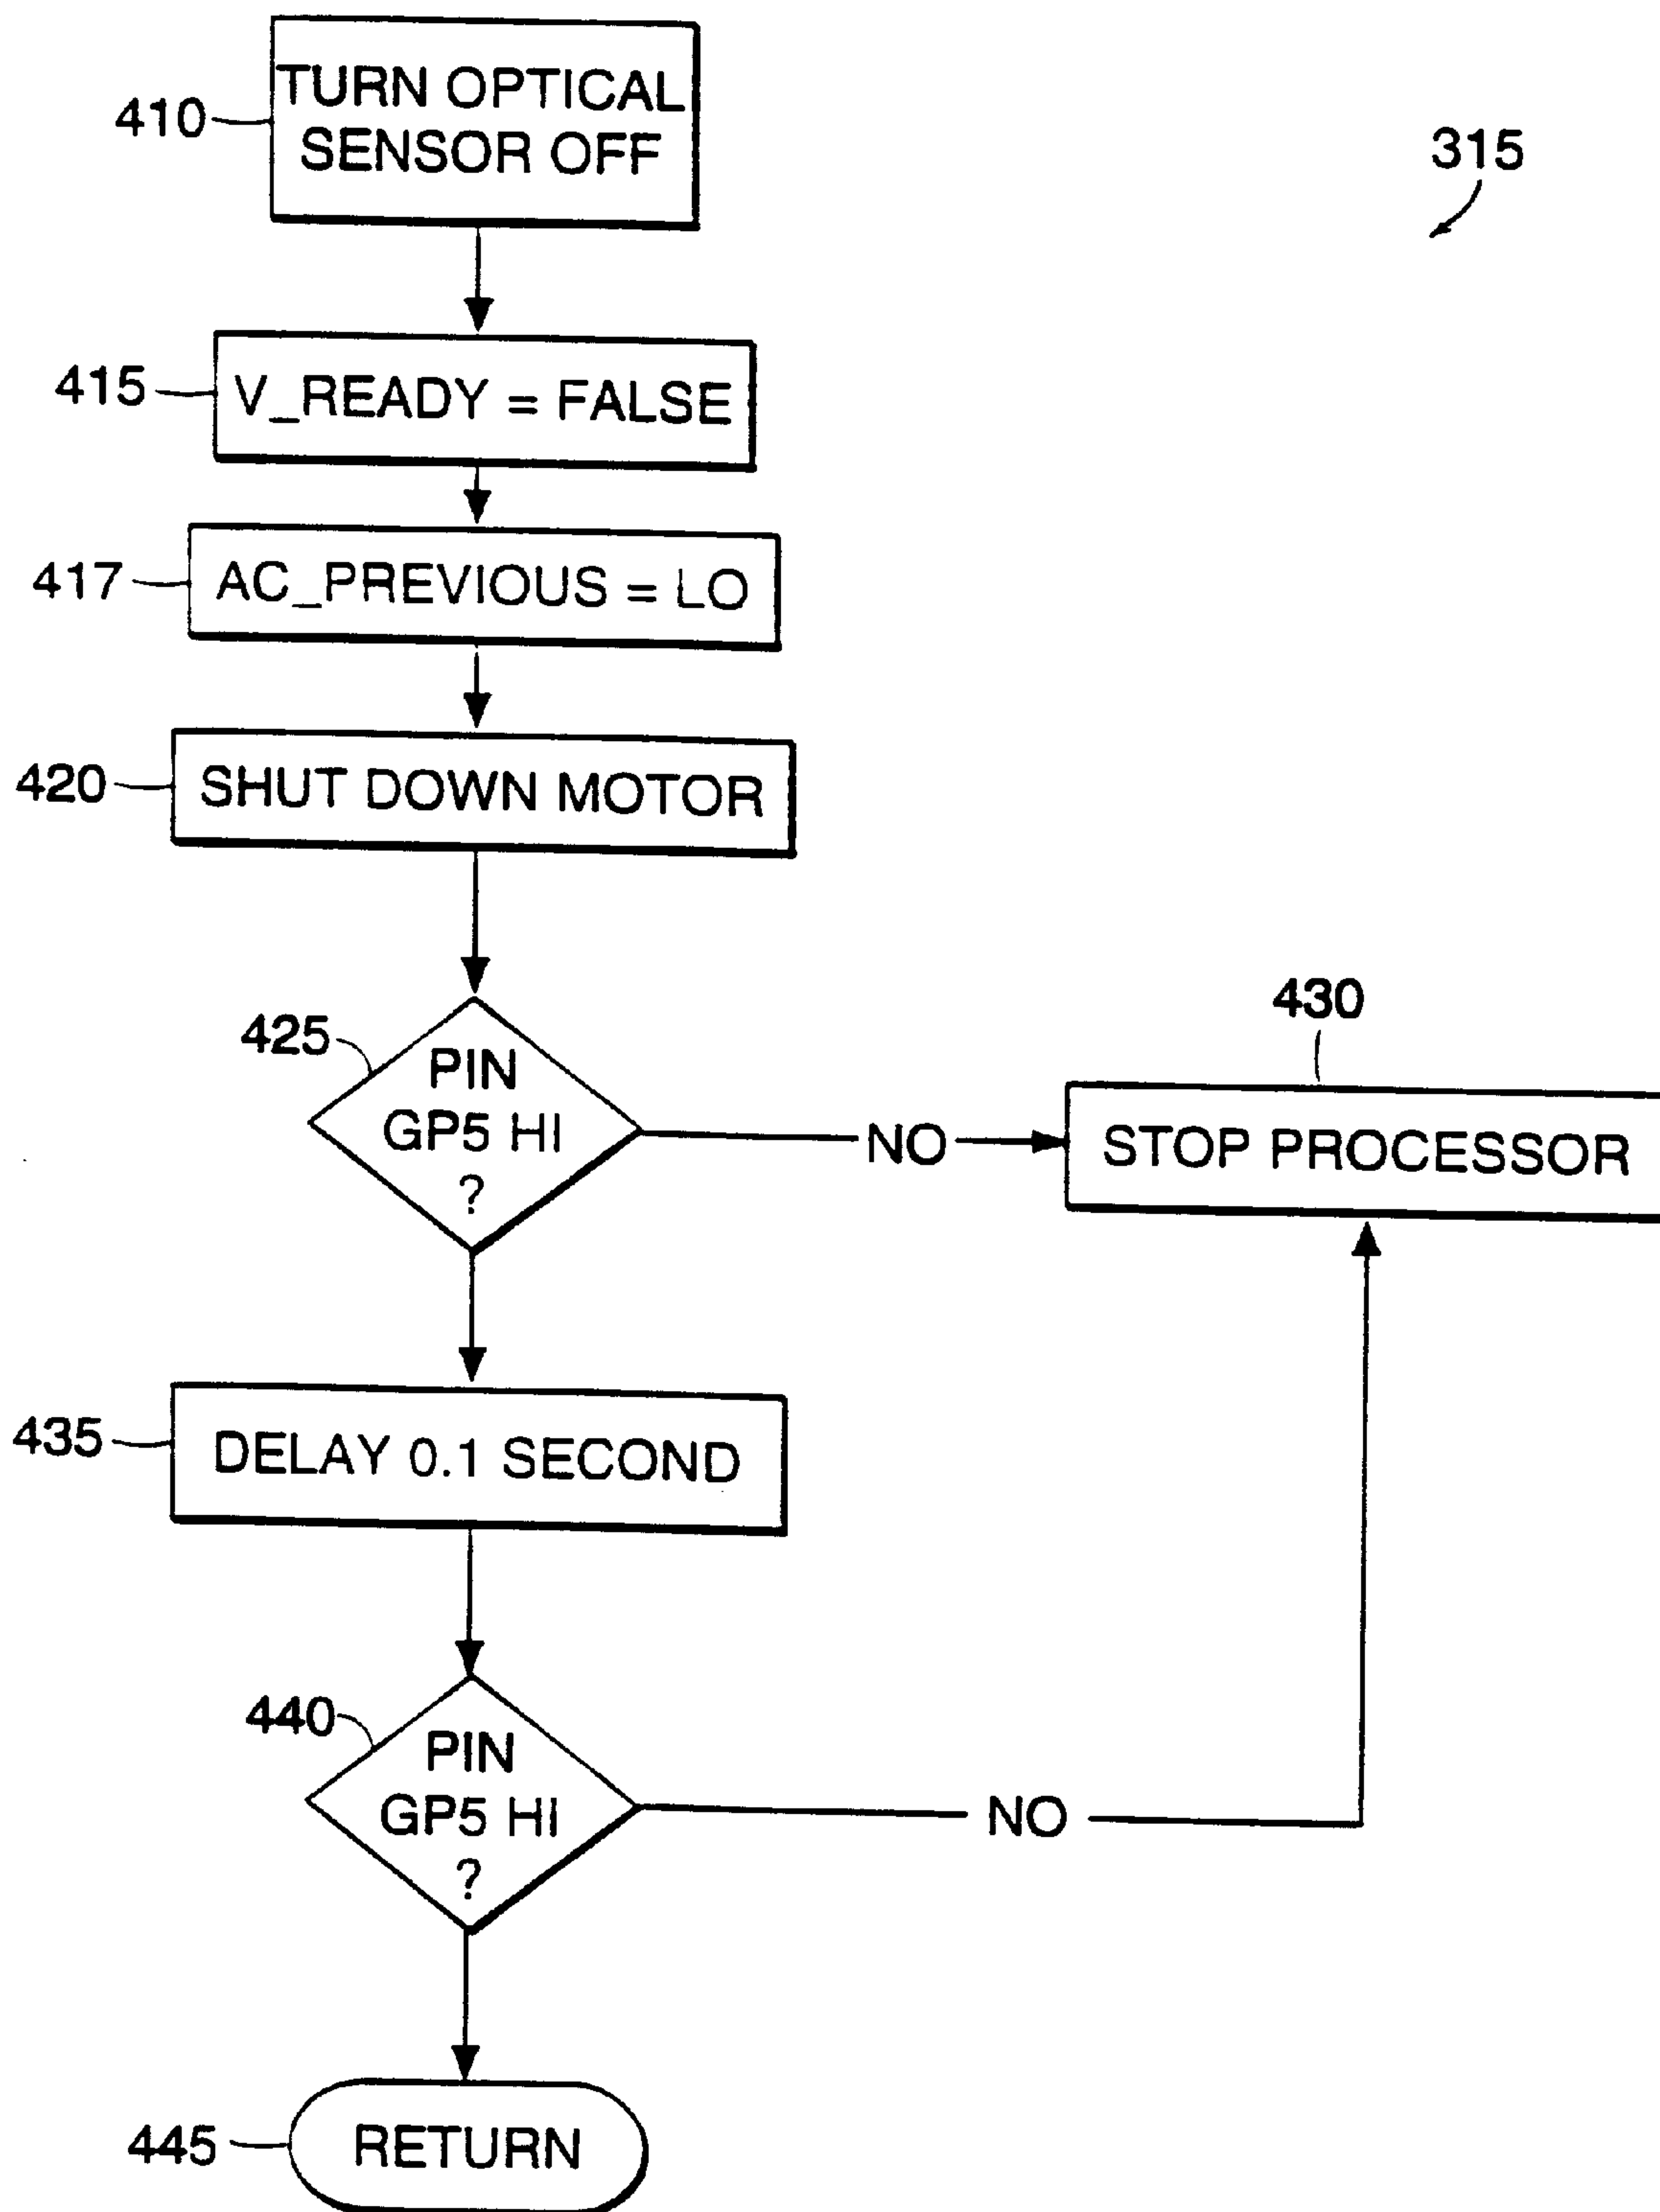 TURN OPTICAL
SENSOR OFF
410
315
415
V_READY = FALSE
417
AC_PREVIOUS = LO
420
SHUT DOWN MOTOR
425
PIN
GP5 HI
?
NO
430
STOP PROCESSOR
435
DELAY 0.1 SECOND
440
PIN
GP5 HI
?
NO
445
RETURN